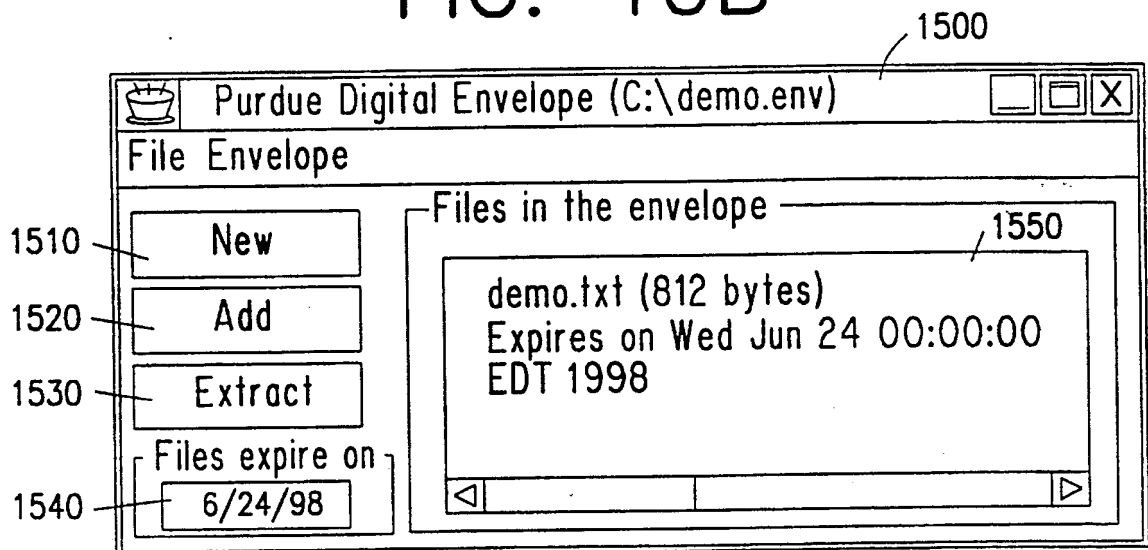 1500
Purdue Digital Envelope (C:\demo.env)
File Envelope
1510
New
1520
Add
1530
Extract
Files expire on
1540
6/24/98
Files in the envelope
1550
demo.txt (812 bytes)
Expires on Wed Jun 24 00:00:00
EDT 1998